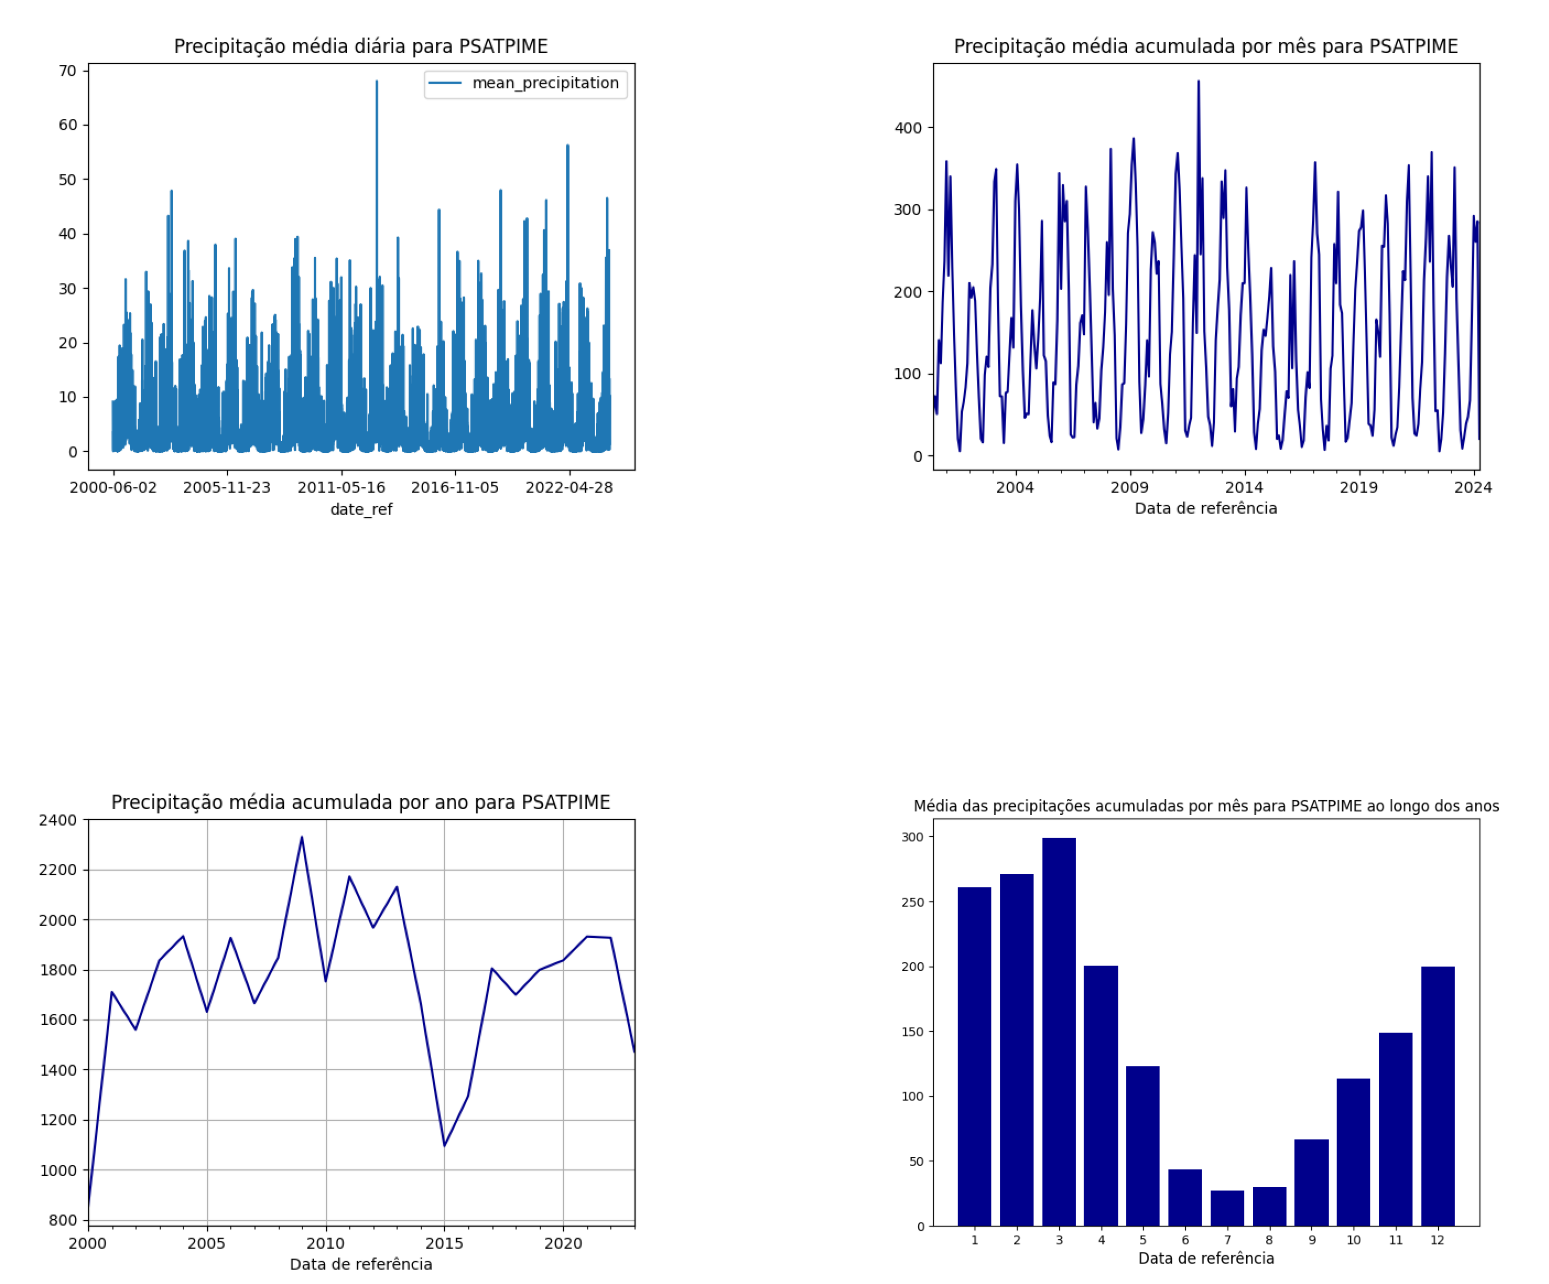 Precipitação média diária para PSATPIME
mean_precipitation
70
60
50
40
30
20
10
0
2000-06-02 2005-11-23 2011-05-16 2016-11-05 2022-04-28
date_ref
Precipitação média acumulada por mês para PSATPIME
400
300
200
100
0
2004 2009 2014 2019 2024
Data de referência
Precipitação média acumulada por ano para PSATPIME
2400
2200
2000
1800
1600
1400
1200
1000
800
2000 2005 2010 2015 2020
Data de referência
Média das precipitações acumuladas por mês para PSATPIME ao longo dos anos
300
250
200
150
100
50
0
1 2 3 4 5 6 7 8 9 10 11 12
Data de referência